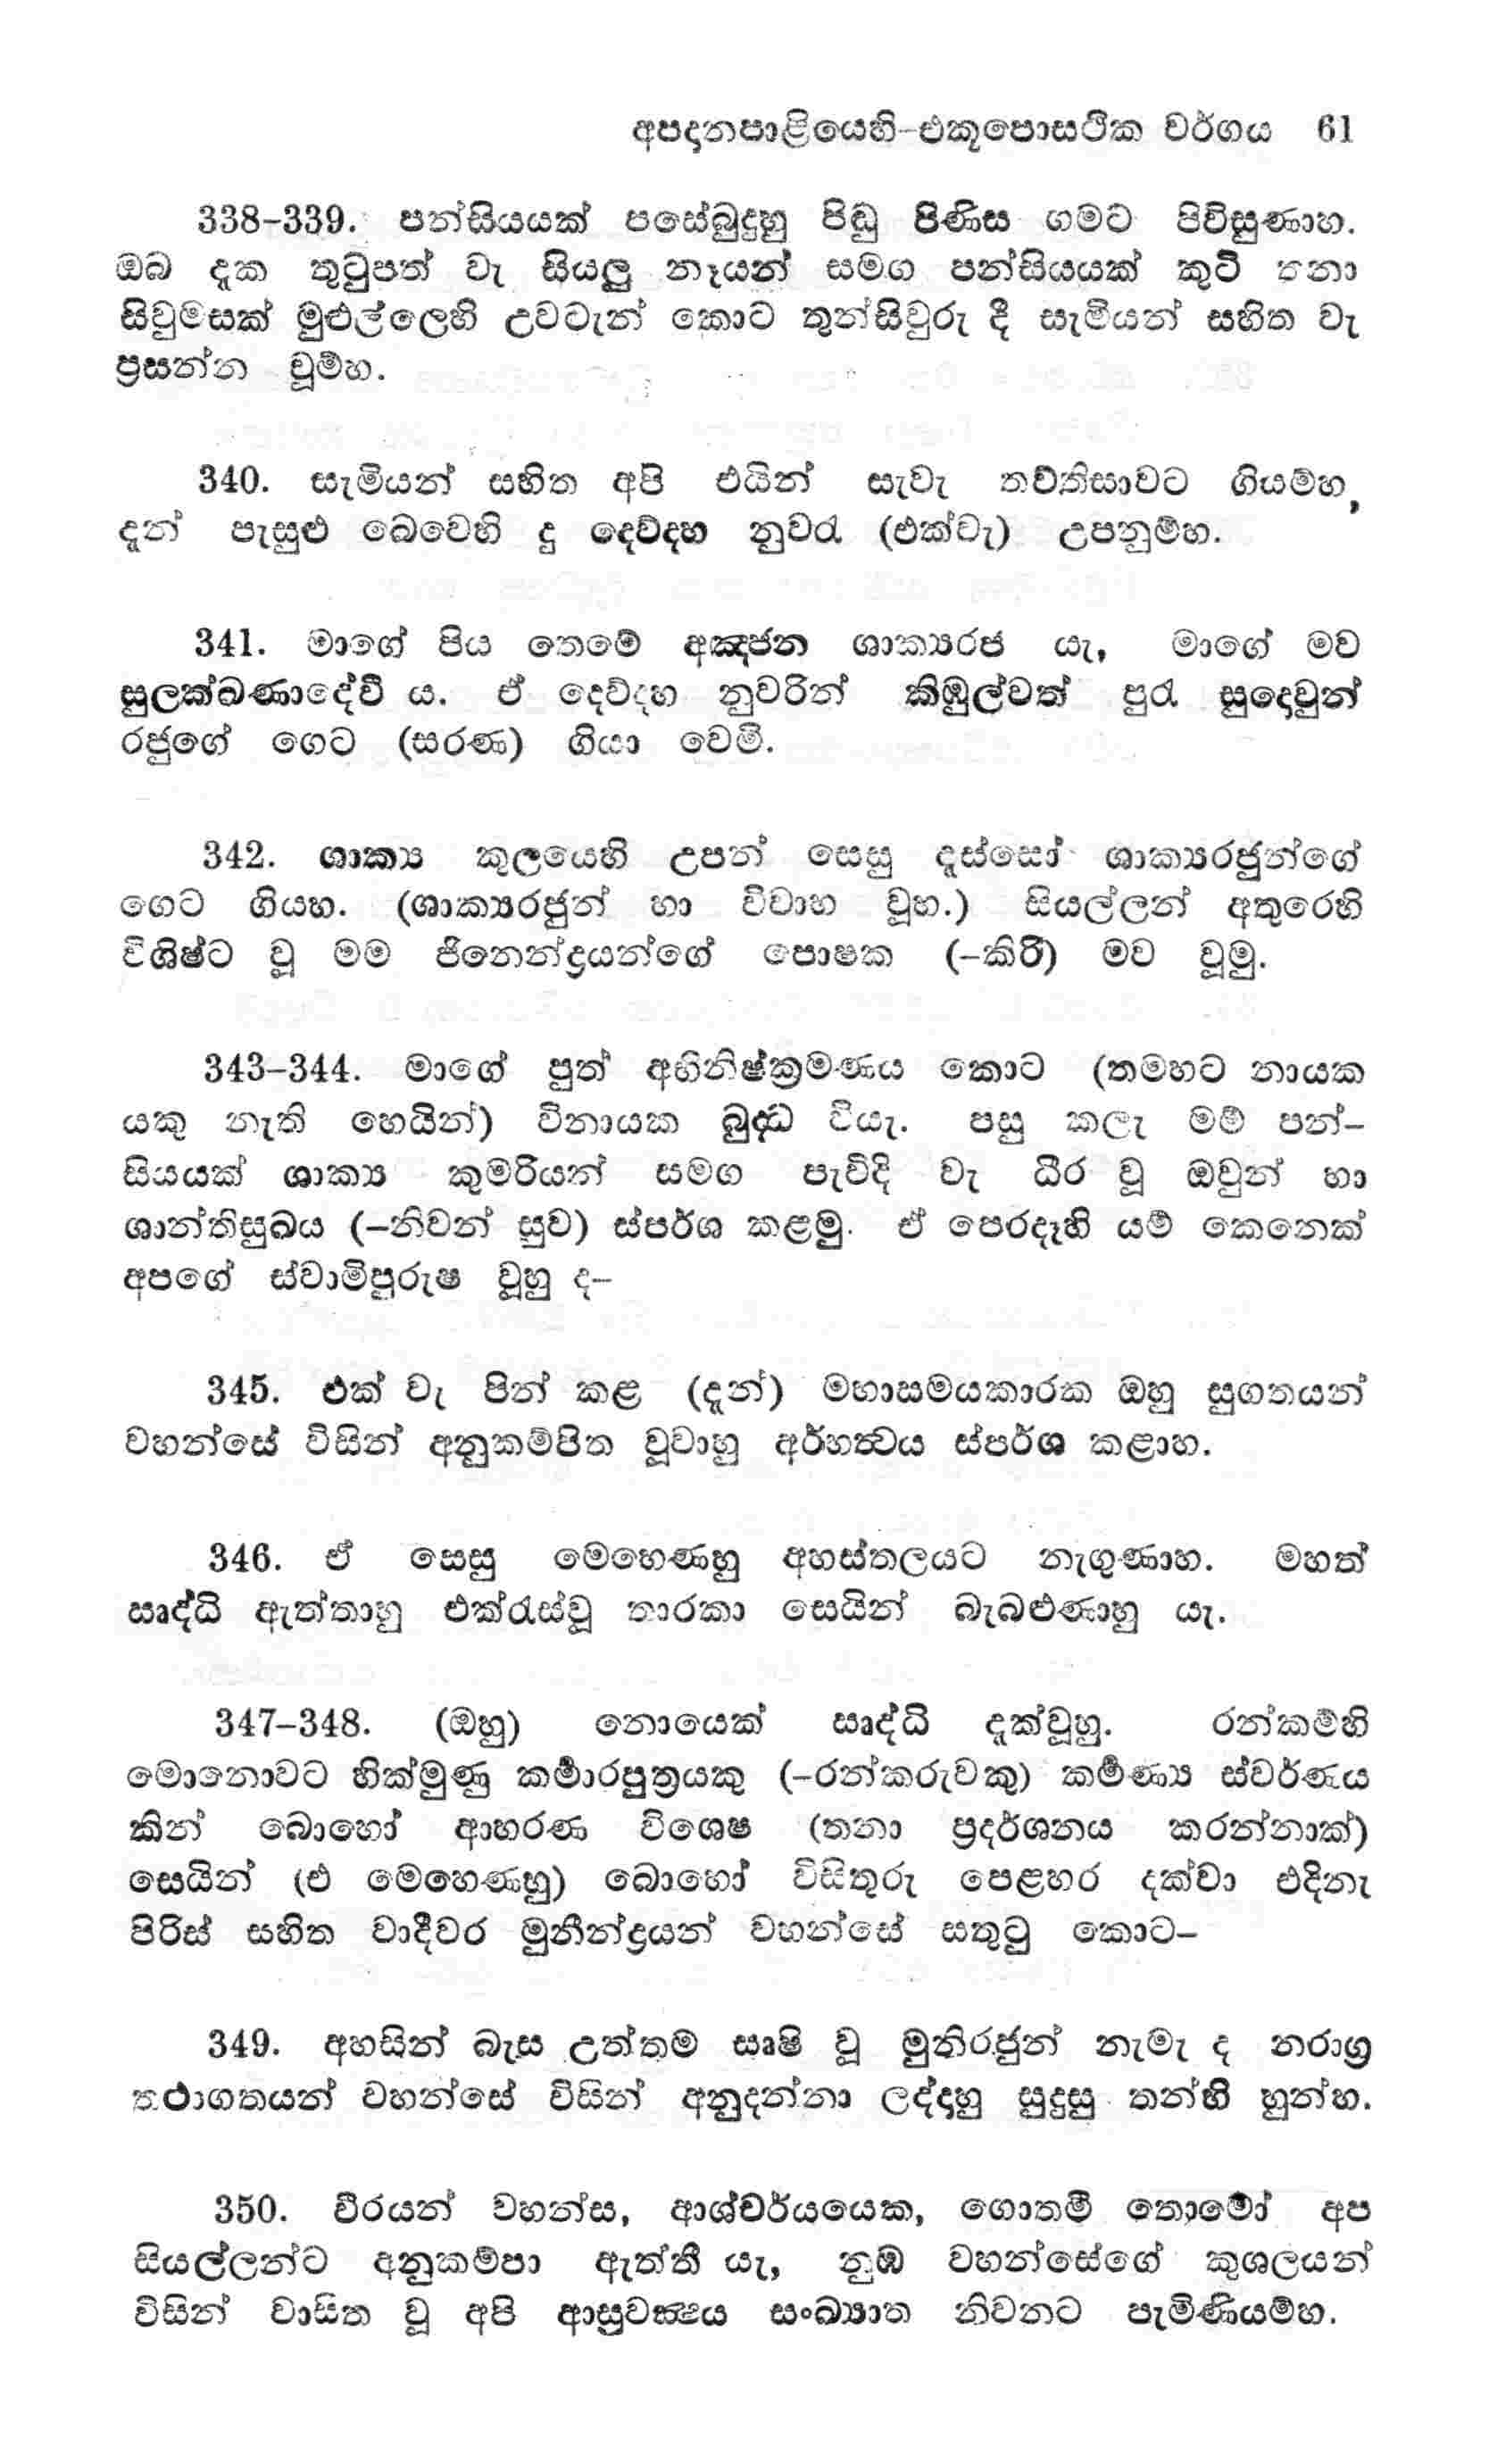 අපදානපාළියෙහි-එකූපොසථික වර්ගය 61
338-339. පන්සියයක් පසේබුදුහු පිඬු පිණිස ගමට පිවිසුණාහ.
ඔබ දැක තුටුපත් වැ සියලු නෑයන් සමග පන්සියයක් කුටි තනා
සිවුමසක් මුළුල්ලෙහි උවටැන් කොට තුන්සිවුරු දී සැමියන් සහිත වැ
ප්‍රසන්න වූම්හ.
340. සැමියන් සහිත අපි එයින් සැවැ තව්තිසාවට ගියම්හ,
දැන් පැසුළු බෙවෙහි දු දෙව්දහ නුවරැ (එක්වැ) උපනුම්හ.
341. මාගේ පිය තෙමේ අඤ්ජන ශාක්‍යරජ යැ, මාගේ මව
සුලක්ඛණාදේවී ය. ඒ දෙව්දහ නුවරින් කිඹුල්වත් පුරැ සුදොවුන්
රජුගේ ගෙට (සරණ) ගියා වෙමි.
342. ශාක්‍ය කුලයෙහි උපන් සෙසු දැස්සෝ ශාක්‍යරජුන්ගේ
ගෙට ගියහ. (ශාක්‍යරජුන් හා විවාහ වූහ.) සියල්ලන් අතුරෙහි
විශිෂ්ට වූ මම ජිනෙන්ද්‍රයන්ගේ පොෂක (-කිරි) මව වූමු.
343-344. මාගේ පුත් අභිනිෂ්ක්‍රමණය කොට (තමහට නායක
යකු නැති හෙයින්) විනායක බුද්ධ වියැ. පසු කලැ මම් පන්-
සියයක් ශාක්‍ය කුමරියන් සමග පැවිදි වැ ධීර වූ ඔවුන් හා
ශාන්තිසුඛය (-නිවන් සුව) ස්පර්ශ කළමු. ඒ පෙරදෑහි යම් කෙනෙක්
අපගේ ස්වාමිපුරුෂ වූහු ද-
345. එක් වැ පින් කළ (දැන්) මහාසමයකාරක ඔහු සුගතයන්
වහන්සේ විසින් අනුකම්පිත වූවාහු අර්හත්‍වය ස්පර්ශ කළාහ.
346. ඒ සෙසු මෙහෙණහු අහස්තලයට නැගුණාහ. මහත්
ඍද්ධි ඇත්තාහු එක්රැස්වූ තාරකා සෙයින් බැබළුණාහු යැ.
347-348. (ඔහු) නොයෙක් ඍද්ධි දැක්වූහු. රන්කම්හි
මොනොවට හික්මුණු කර්‍මාරපුත්‍රයකු (-රන්කරුවකු) කර්‍මණ්‍ය ස්වර්ණය
කින් බොහෝ ආභරණ විශෙෂ (තනා ප්‍රදර්ශනය කරන්නාක්)
සෙයින් (එ මෙහෙණහු) බොහෝ විසිතුරු පෙළහර දක්වා එදිනැ
පිරිස් සහිත වාදීවර මුනීන්ද්‍රයන් වහන්සේ සතුටු කොට-
349. අහසින් බැස උත්තම ඍෂි වූ මුනිරජුන් නැමැ ද නරාග්‍ර
තථාගතයන් වහන්සේ විසින් අනුදන්නා ලද්දහු සුදුසු තන්හි හුන්හ.
350. වීරයන් වහන්ස, ආශ්චර්යයෙක, ගොතමී තොමෝ අප
සියල්ලන්ට අනුකම්පා ඇත්තී යැ, නුඹ වහන්සේගේ කුශලයන්
විසින් වාසිත වූ අපි ආස්‍රවක්‍ෂය සංඛ්‍යාත නිවනට පැමිණියම්හ.